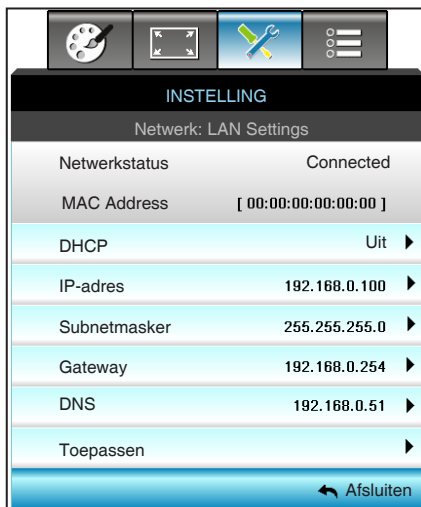 INSTELLING
Netwerk: LAN Settings
Netwerkstatus Connected
MAC Address [ 00:00:00:00:00:00 ]
DHCP Uit
IP-adres 192.168.0.100
Subnetmasker 255.255.255.0
Gateway 192.168.0.254
DNS 192.168.0.51
Toepassen
Afsluiten